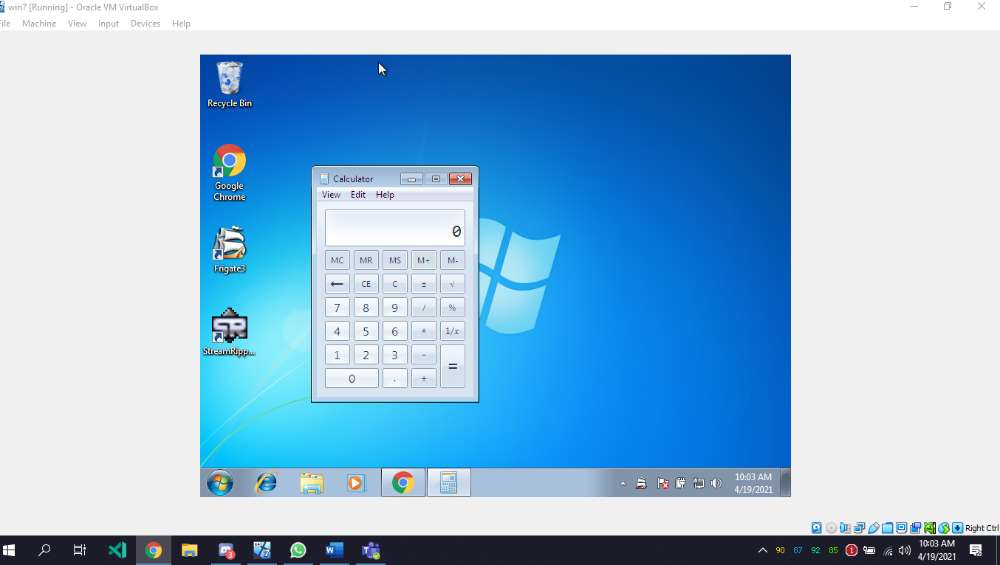 win7 [Running] - Oracle VM VirtualBox
File Machine View Input Devices Help
Recycle Bin
Google
Chrome
Frigate3
StreamRipp...
Calculator
View Edit Help
0
MC MR MS M+ M-
← CE C ± √
7 8 9 / %
4 5 6 * 1/x
1 2 3 - =
0 . +
10:03 AM
4/19/2021
Right Ctrl
3
90 87 92 85 1
10:03 AM
4/19/2021